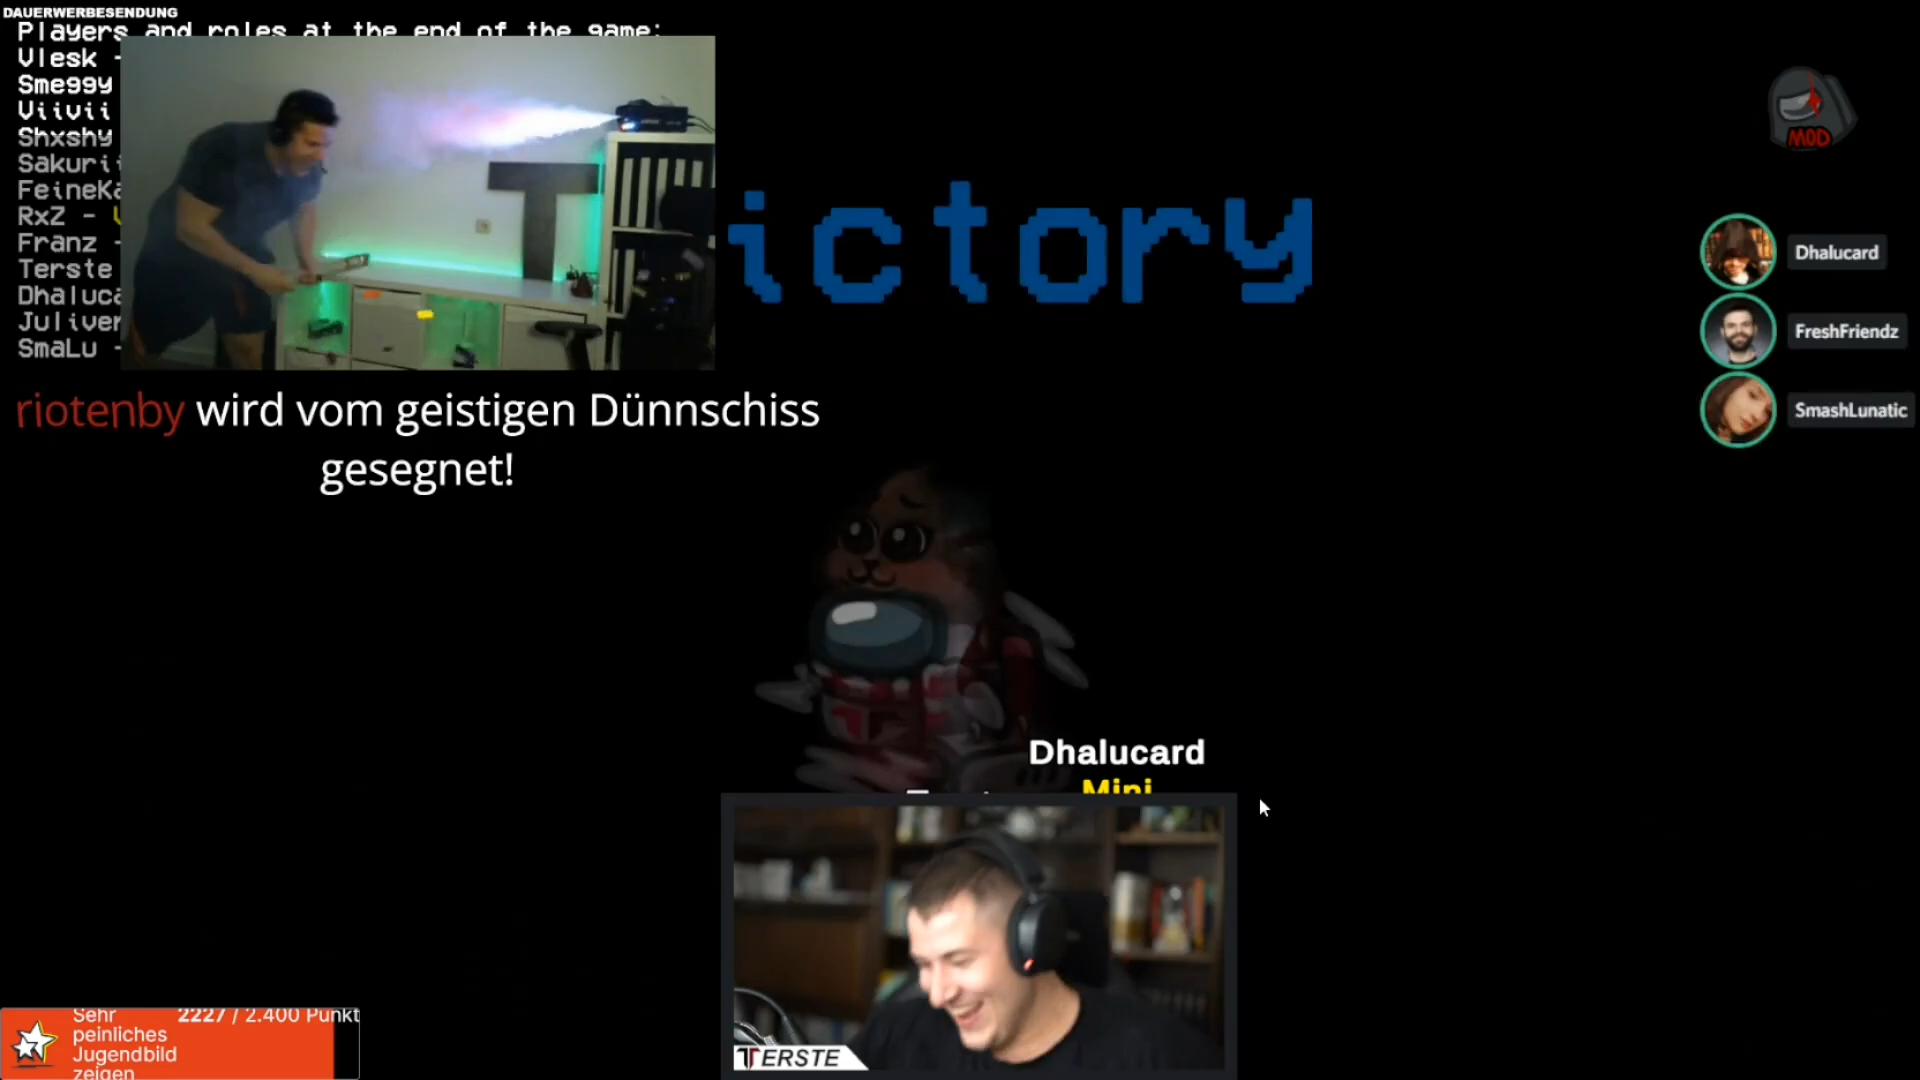 DAUERWERBESENDUNG
Players and roles at the end of the game:
Vlesk -
Smeggy
Viivii
Shxshy
Sakurii
FeineKa
RxZ -
Franz -
Terste
Dhaluca
Juliver
SmaLu -
ictory
MOD
Dhalucard
FreshFriendz
SmashLunatic
riotenby wird vom geistigen Dünnschiss
gesegnet!
Dhalucard
Mini
TERSTE
Sehr
peinliches
Jugendbild
zeigen
2227 / 2.400 Punkt